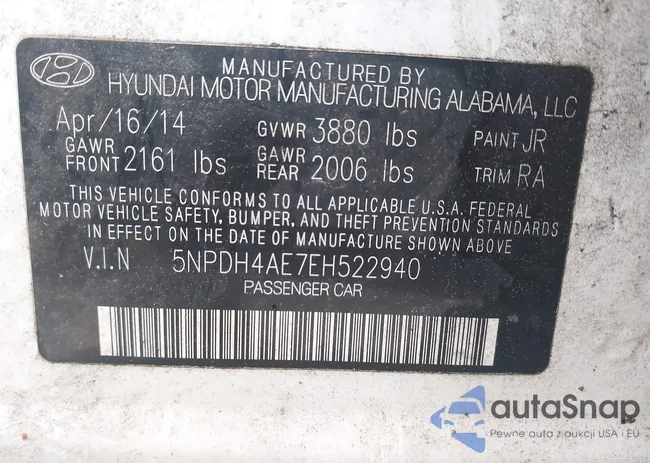 MANUFACTURED BY
HYUNDAI MOTOR MANUFACTURING ALABAMA, LLC
Apr/16/14 GVWR 3880 lbs PAINT JR
GAWR FRONT 2161 lbs GAWR REAR 2006 lbs TRIM RA
THIS VEHICLE CONFORMS TO ALL APPLICABLE U.S.A. FEDERAL
MOTOR VEHICLE SAFETY, BUMPER, AND THEFT PREVENTION STANDARDS
IN EFFECT ON THE DATE OF MANUFACTURE SHOWN ABOVE
V.I.N 5NPDH4AE7EH522940
PASSENGER CAR
autaSnap
Pewne auta z aukcji USA i EU